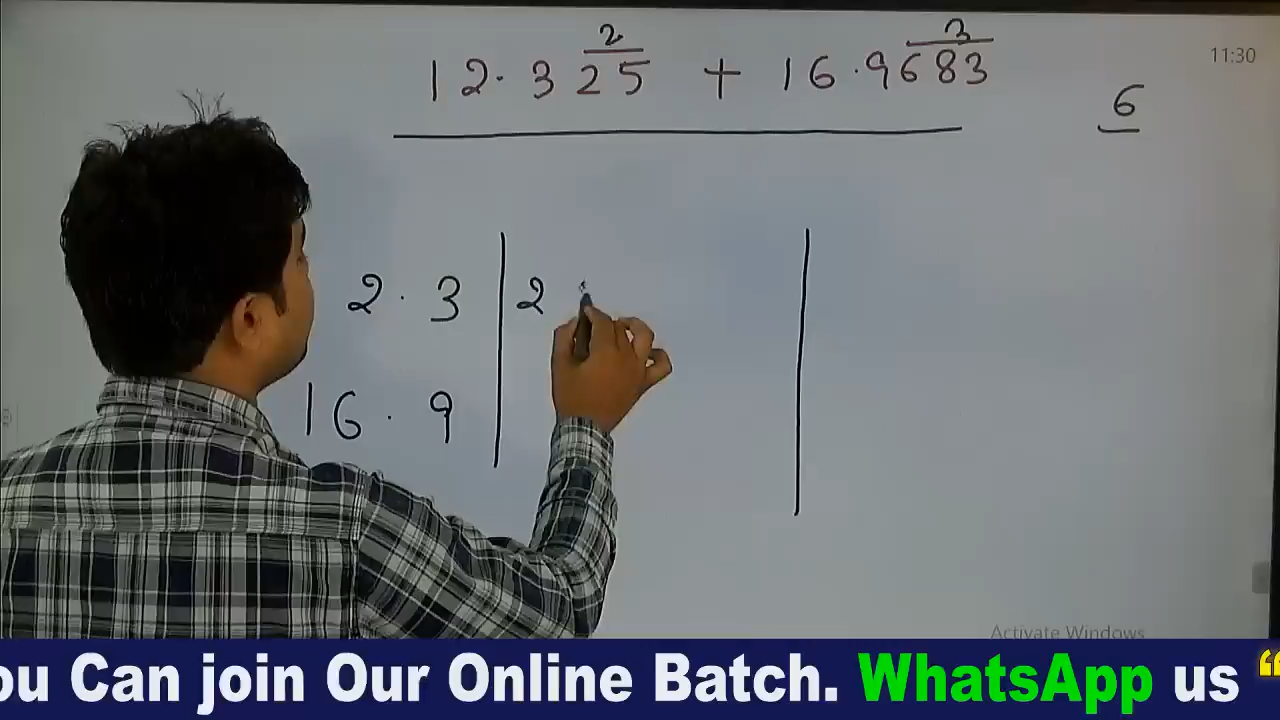 2 3
12.325 + 16.9683
11:30
6
2.3 | 2
16.9
Activate Windows
ou Can join Our Online Batch. WhatsApp us “